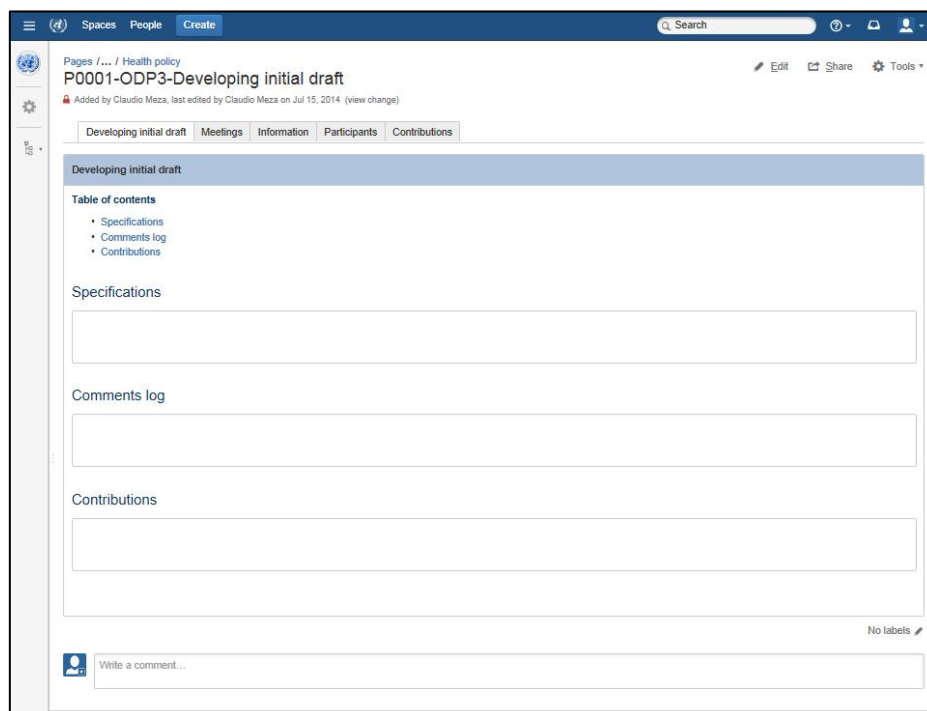 Spaces People Create Search
Pages /... / Health policy
P0001-ODP3-Developing initial draft
Edit Share Tools
Added by Claudio Meza, last edited by Claudio Meza on Jul 15, 2014 (view change)
Developing initial draft Meetings Information Participants Contributions
Developing initial draft
Table of contents
• Specifications
• Comments log
• Contributions
Specifications
Comments log
Contributions
No labels
Write a comment...